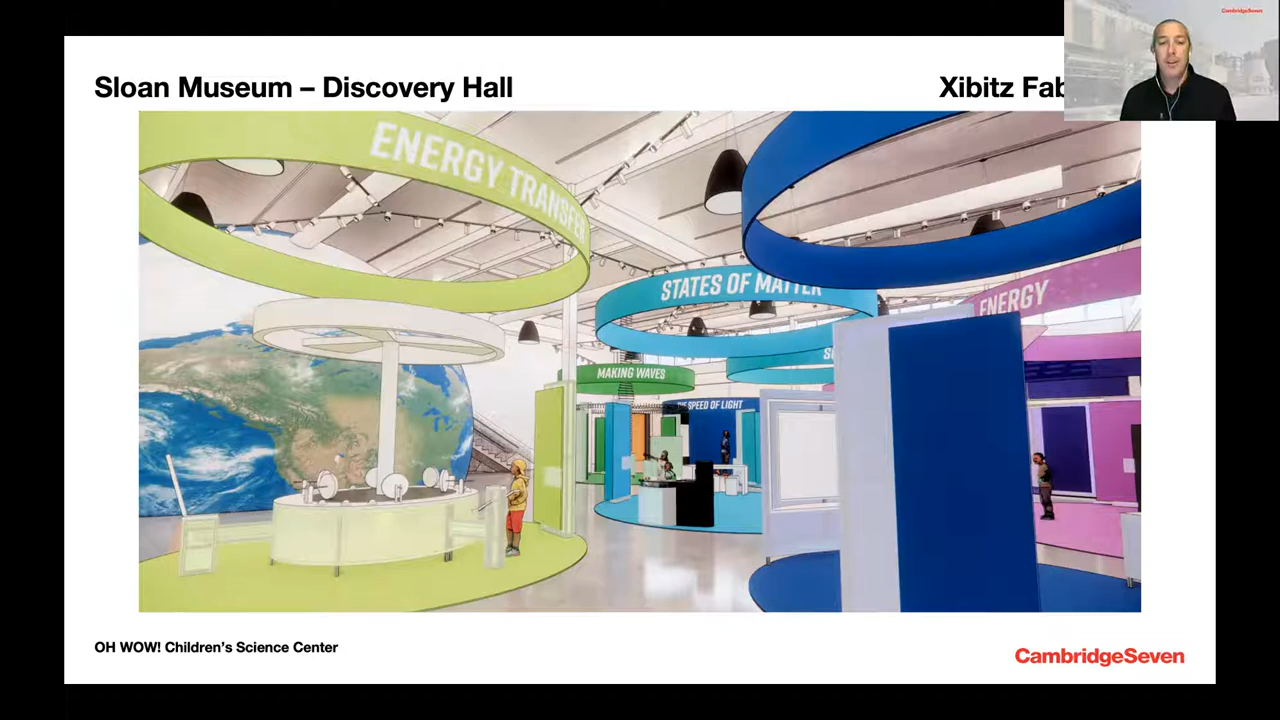 CambridgeSeven
Sloan Museum – Discovery Hall
Xibitz Fab
ENERGY TRANSFER
STATES OF MATTER
ENERGY
MAKING WAVES
SPEED OF LIGHT
OH WOW! Children's Science Center
CambridgeSeven